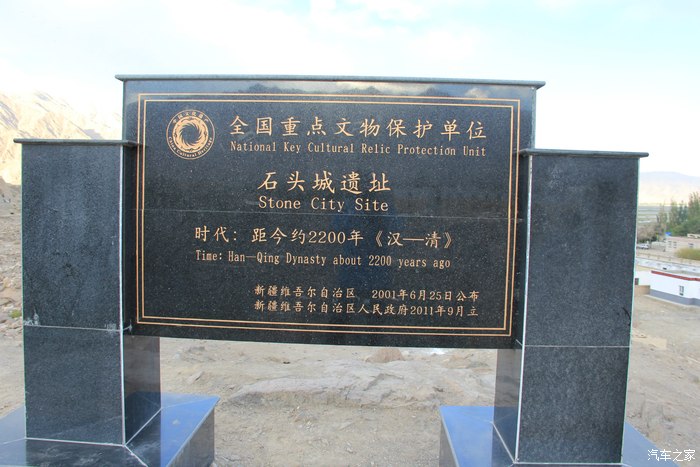 全国重点文物保护单位
National Key Cultural Relic Protection Unit
石头城遗址
Stone City Site
时代：距今约2200年《汉—清》
Time: Han—Qing Dynasty about 2200 years ago
新疆维吾尔自治区 2001年6月25日公布
新疆维吾尔自治区人民政府2011年9月立
汽车之家